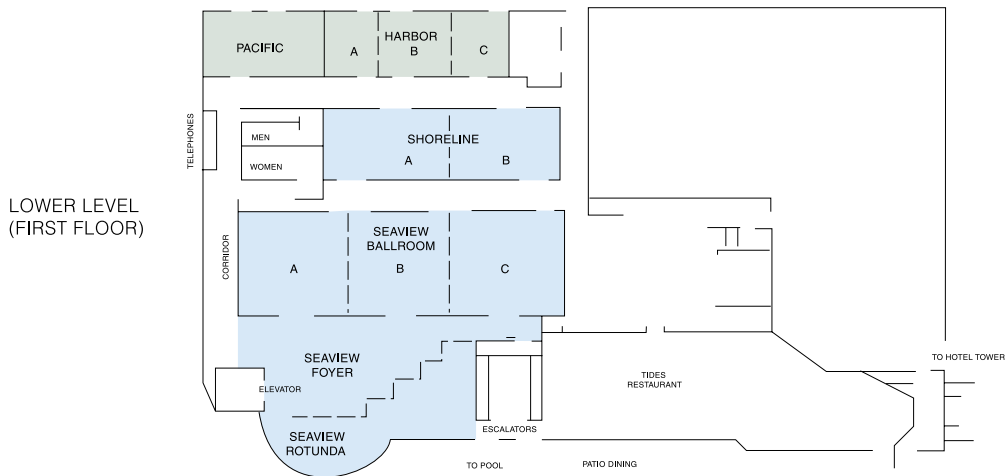 PACIFIC
HARBOR
A
B
C
TELEPHONES
MEN
WOMEN
SHORELINE
A
B
LOWER LEVEL
(FIRST FLOOR)
CORRIDOR
SEAVIEW
BALLROOM
A
B
C
SEAVIEW
FOYER
ELEVATOR
SEAVIEW
ROTUNDA
ESCALATORS
TIDES
RESTAURANT
TO HOTEL TOWER
TO POOL
PATIO DINING